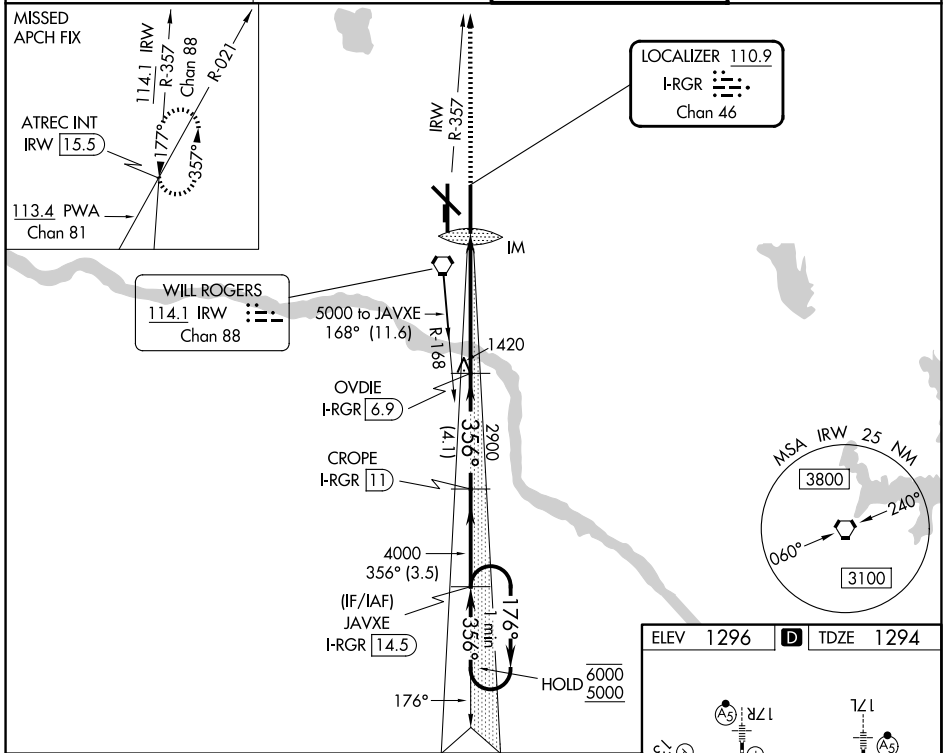 MISSED
APCH FIX
114.1 IRW
R-357
Chan 88
R-021
ATREC INT
IRW 15.5
177°
357°
113.4 PWA
Chan 81
IRW
R-357
LOCALIZER 110.9
I-RGR
Chan 46
IM
WILL ROGERS
114.1 IRW
Chan 88
5000 to JAVXE
168° (11.6)
R-168
1420
OVDIE
I-RGR 6.9
356°
(4.1)
2900
CROPE
I-RGR 11
MSA IRW 25 NM
3800
240°
060°
3100
4000
356° (3.5)
(IF/IAF)
JAVXE
I-RGR 14.5
356°
1 min
176°
HOLD 6000
5000
176°
ELEV 1296 D TDZE 1294
A5
17R
17L
A5